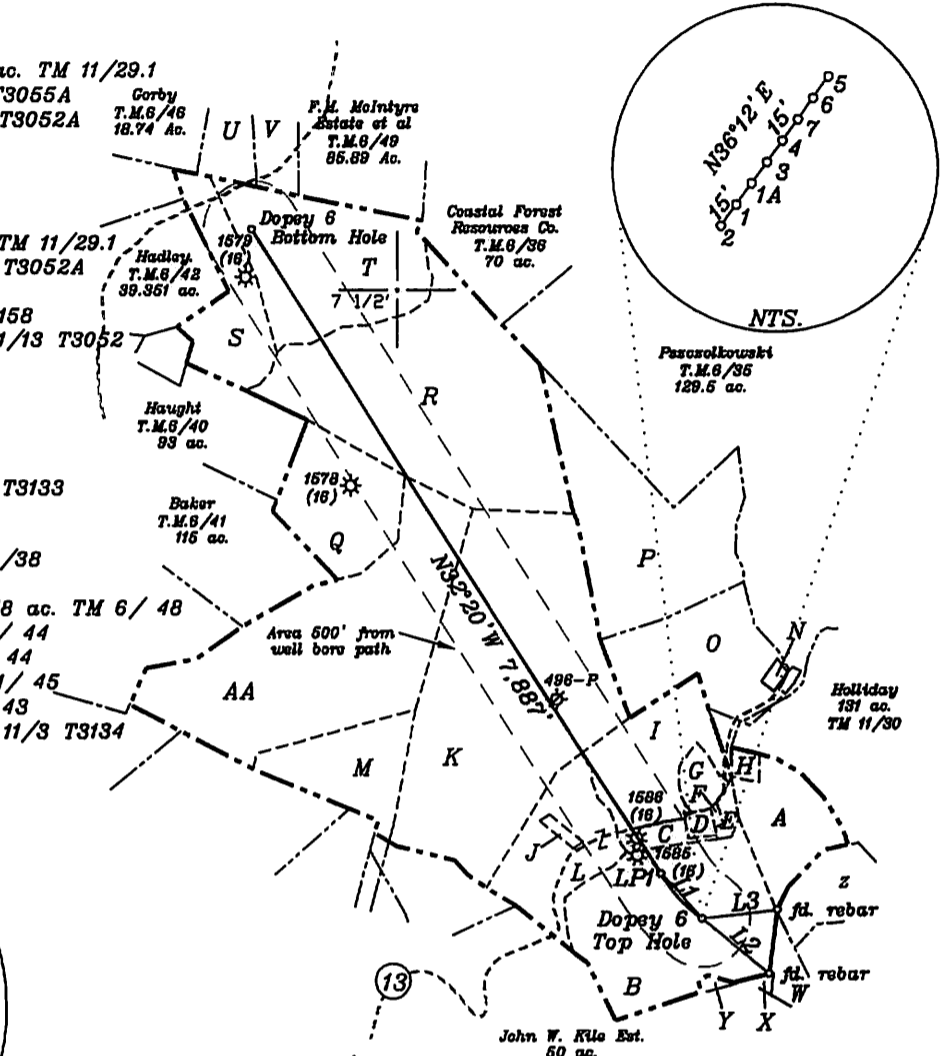 ac. TM 11/29.1
T3055A
T3052A
Gorby
T.M.6/46
18.74 Ac.
U
V
F.M. McIntyre
Estate et al
T.M.6/49
85.89 Ac.
N36°12' E
15'
15'
5
6
7
4
3
1A
1
2
NTS.
TM 11/29.1
T3052A
158
1/13 T3052
Hadley
T.M.6/42
39.351 ac.
1579
(16)
Dopey 6
Bottom Hole
T
7 1/2'
Coastal Forest
Resources Co.
T.M.6/36
70 ac.
S
R
Pszczolkowski
T.M.6/35
129.5 ac.
Haught
T.M.6/40
93 ac.
T3133
1578
(16)
Baker
T.M.6/41
115 ac.
Q
/38
8 ac. TM 6/ 48
/ 44
44
1/ 45
43
11/3 T3134
N32°20'W 7,887'
P
Area 500' from
well bore path
O
N
AA
496-P
Holliday
131 ac.
TM 11/30
I
M
K
G
H
F
1586
(16)
C
D
E
A
J
L
1585
(15)
LP1
L1
z
Dopey 6
Top Hole
L3
fd. rebar
L2
fd. rebar
13
B
W
Y
X
John W. Kile Est.
50 ac.